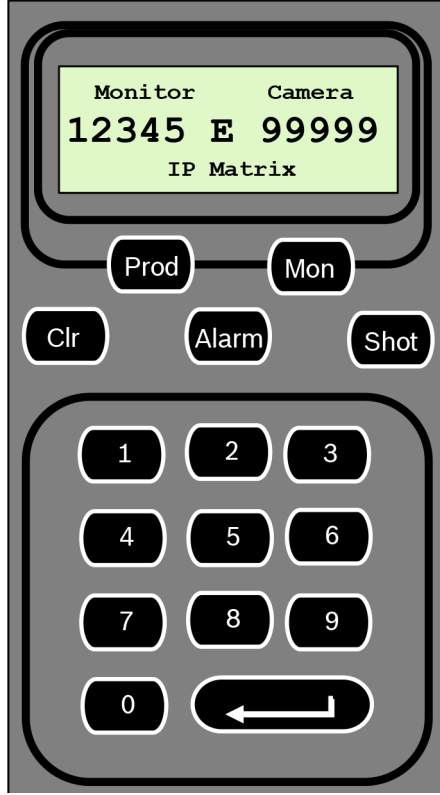 Monitor Camera
12345 E 99999
IP Matrix
Prod Mon
Clr Alarm Shot
1 2 3
4 5 6
7 8 9
0